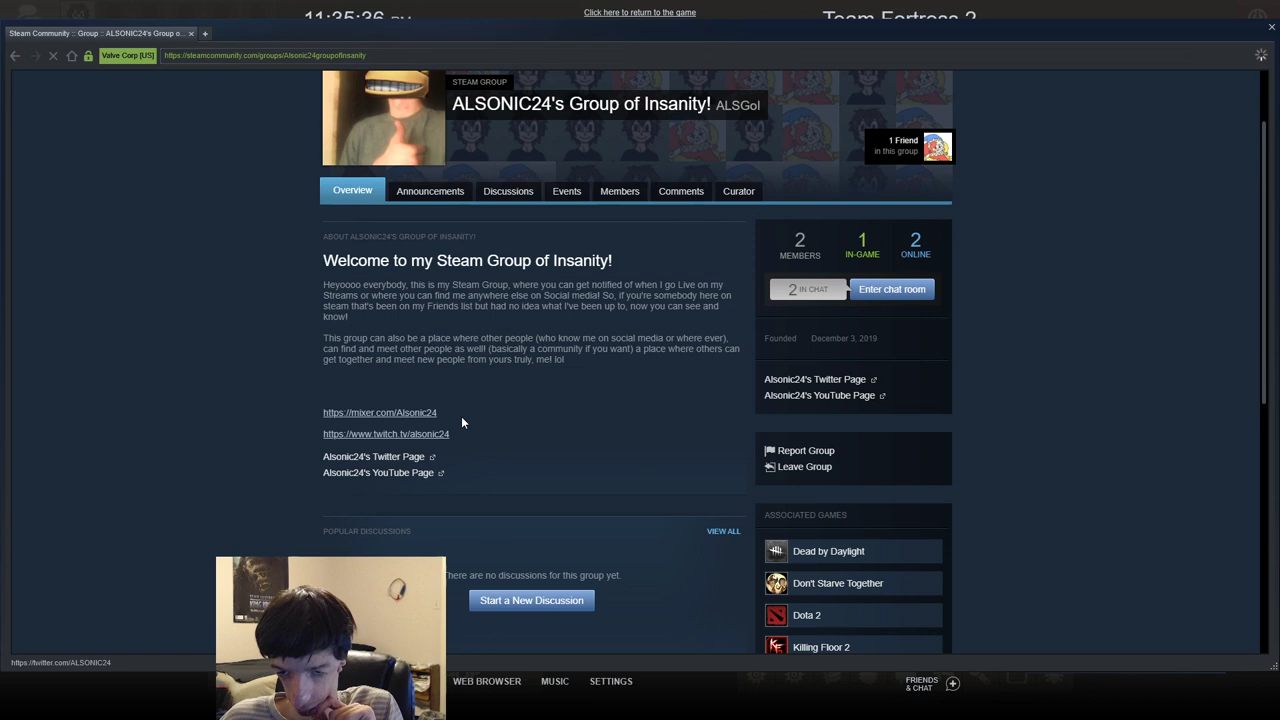 11:35:36 PM
Click here to return to the game
Team Fortress 2
Steam Community :: Group :: ALSONIC24's Group o...
Valve Corp [US]
https://steamcommunity.com/groups/Alsonic24groupofInsanity
STEAM GROUP
ALSONIC24's Group of Insanity! ALSGoI
1 Friend
in this group
Overview
Announcements
Discussions
Events
Members
Comments
Curator
ABOUT ALSONIC24'S GROUP OF INSANITY!
Welcome to my Steam Group of Insanity!
Heyoooo everybody, this is my Steam Group, where you can get notified of when I go Live on my
Streams or where you can find me anywhere else on Social media! So, if you're somebody here on
steam that's been on my Friends list but had no idea what I've been up to, now you can see and
know!
This group can also be a place where other people (who know me on social media or where ever),
can find and meet other people as well! (basically a community if you want) a place where others can
get together and meet new people from yours truly, me! lol
https://mixer.com/Alsonic24
https://www.twitch.tv/alsonic24
Alsonic24's Twitter Page
Alsonic24's YouTube Page
2
MEMBERS
1
IN-GAME
2
ONLINE
2 IN CHAT
Enter chat room
Founded December 3, 2019
Alsonic24's Twitter Page
Alsonic24's YouTube Page
Report Group
Leave Group
ASSOCIATED GAMES
Dead by Daylight
Don't Starve Together
Dota 2
Killing Floor 2
POPULAR DISCUSSIONS
VIEW ALL
here are no discussions for this group yet.
Start a New Discussion
https://twitter.com/ALSONIC24
WEB BROWSER
MUSIC
SETTINGS
FRIENDS
& CHAT